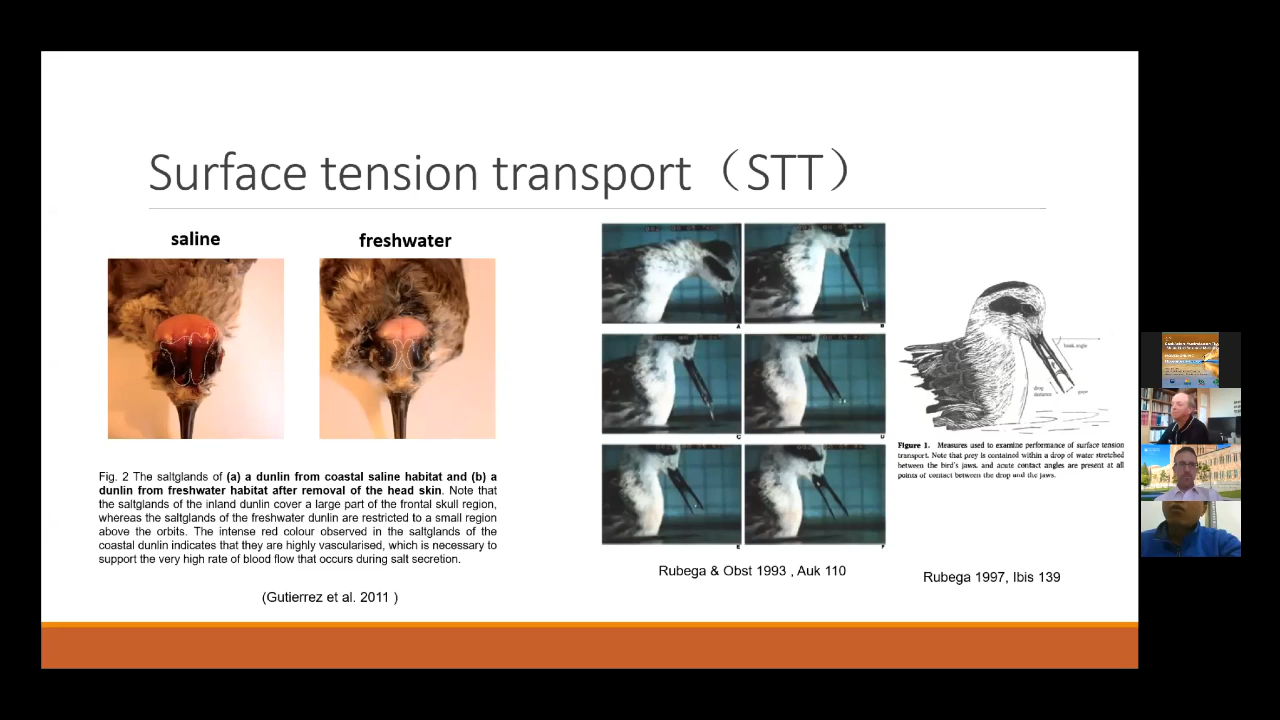 Surface tension transport（STT）
saline
freshwater
Fig. 2 The saltglands of (a) a dunlin from coastal saline habitat and (b) a
dunlin from freshwater habitat after removal of the head skin. Note that
the saltglands of the inland dunlin cover a large part of the frontal skull region,
whereas the saltglands of the freshwater dunlin are restricted to a small region
above the orbits. The intense red colour observed in the saltglands of the
coastal dunlin indicates that they are highly vascularised, which is necessary to
support the very high rate of blood flow that occurs during salt secretion.
(Gutierrez et al. 2011 )
A
B
C
D
E
F
Rubega & Obst 1993 , Auk 110
beak angle
drop
distance
gape
Figure 1. Measures used to examine performance of surface tension
transport. Note that prey is contained within a drop of water stretched
between the bird's jaws, and acute contact angles are present at all
points of contact between the drop and the jaws.
Rubega 1997, Ibis 139